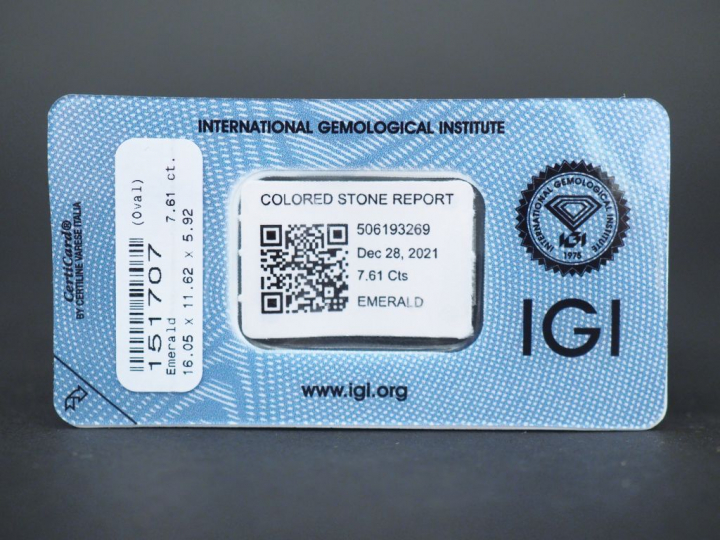 INTERNATIONAL GEMOLOGICAL INSTITUTE
COLORED STONE REPORT
506193269
Dec 28, 2021
7.61 Cts
EMERALD
INTERNATIONAL GEMOLOGICAL INSTITUTE
IGI
1975
IGI
www.igi.org
CertiCard®
BY CERTILINE VARESE ITALIA
151707
(Oval)
Emerald 7.61 ct.
16.05 x 11.62 x 5.92